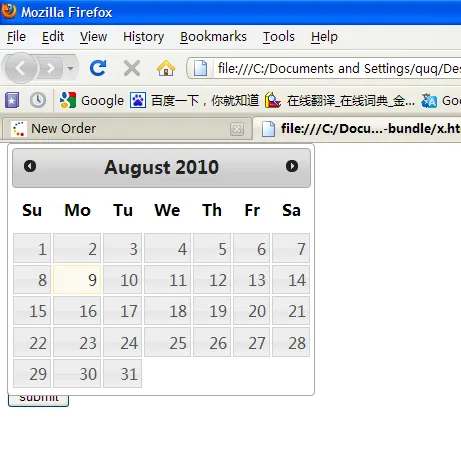 Mozilla Firefox
File Edit View History Bookmarks Tools Help
file:///C:/Documents and Settings/quq/Des
Google 百度一下，你就知道 在线翻译_在线词典_金... Goo
New Order file:///C:/Docu...-bundle/x.ht
August 2010
Su Mo Tu We Th Fr Sa
1 2 3 4 5 6 7
8 9 10 11 12 13 14
15 16 17 18 19 20 21
22 23 24 25 26 27 28
29 30 31
submit